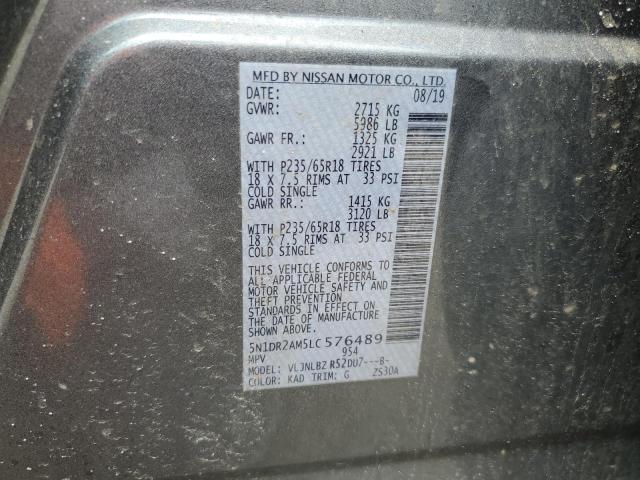 MFD BY NISSAN MOTOR CO., LTD.
DATE: 08/19
GVWR: 2715 KG
5986 LB
GAWR FR.: 1325 KG
2921 LB
WITH P235/65R18 TIRES
18 X 7.5 RIMS AT 33 PSI
COLD SINGLE
GAWR RR.: 1415 KG
3120 LB
WITH P235/65R18 TIRES
18 X 7.5 RIMS AT 33 PSI
COLD SINGLE
THIS VEHICLE CONFORMS TO
ALL APPLICABLE FEDERAL
MOTOR VEHICLE SAFETY AND
THEFT PREVENTION
STANDARDS IN EFFECT ON
THE DATE OF MANUFACTURE
SHOWN ABOVE.
5N1DR2AM5LC576489
MPV 954
MODEL: VLJNLBZ R52DU7---B-
COLOR: KAD TRIM: G ZS30A